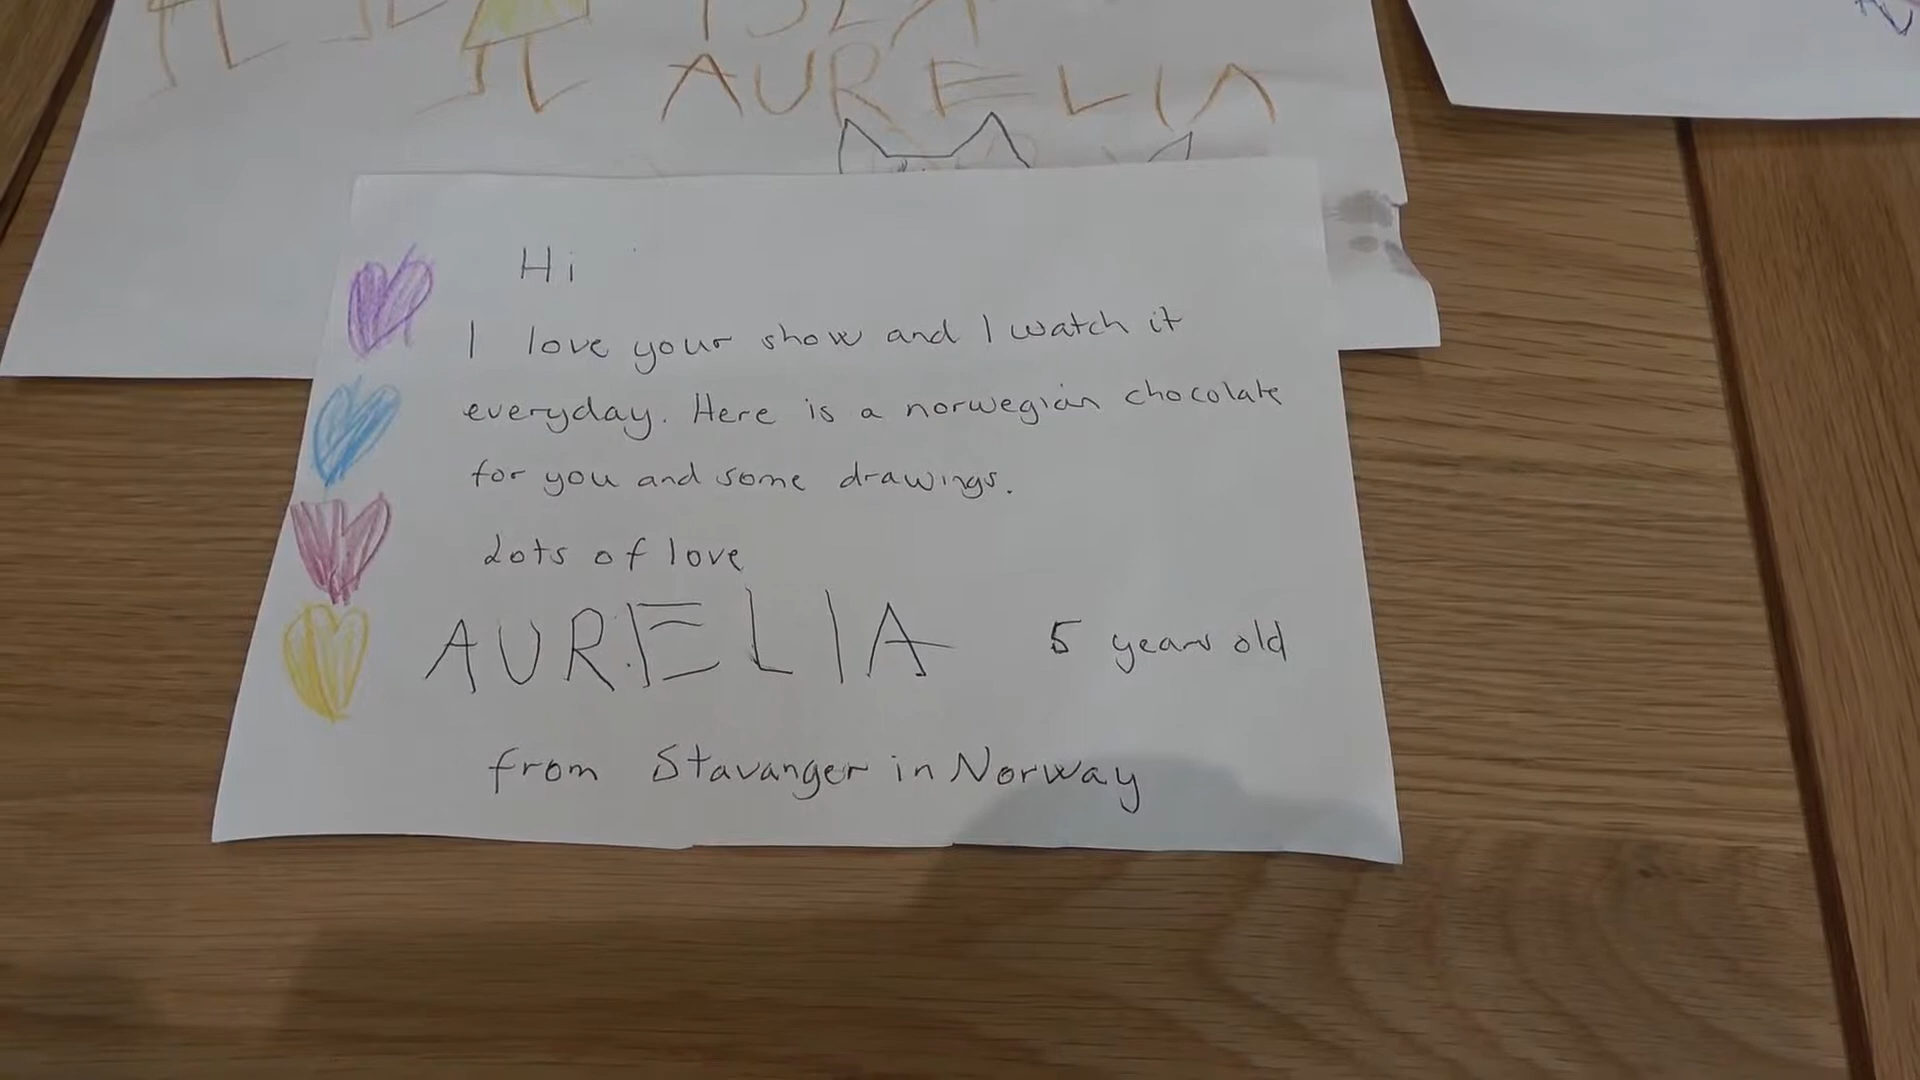 ISLA
AURELIA
Hi
I love your show and I watch it
everyday. Here is a norwegian chocolate
for you and some drawings.
Lots of love
AURELIA 5 years old
from Stavanger in Norway